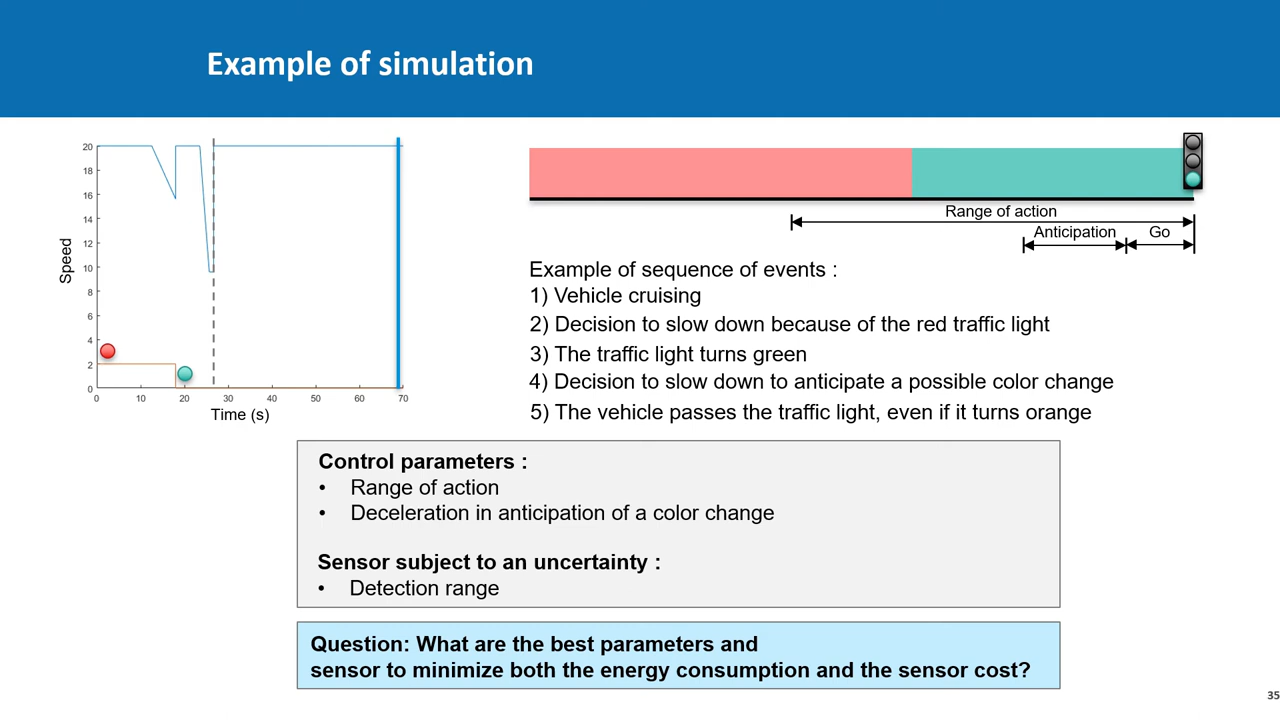 Example of simulation
20
18
16
14
12
10
8
6
4
2
0
Speed
0 10 20 30 40 50 60 70
Time (s)
Range of action
Anticipation Go
Example of sequence of events :
1) Vehicle cruising
2) Decision to slow down because of the red traffic light
3) The traffic light turns green
4) Decision to slow down to anticipate a possible color change
5) The vehicle passes the traffic light, even if it turns orange
Control parameters :
• Range of action
• Deceleration in anticipation of a color change
Sensor subject to an uncertainty :
• Detection range
Question: What are the best parameters and
sensor to minimize both the energy consumption and the sensor cost?
35